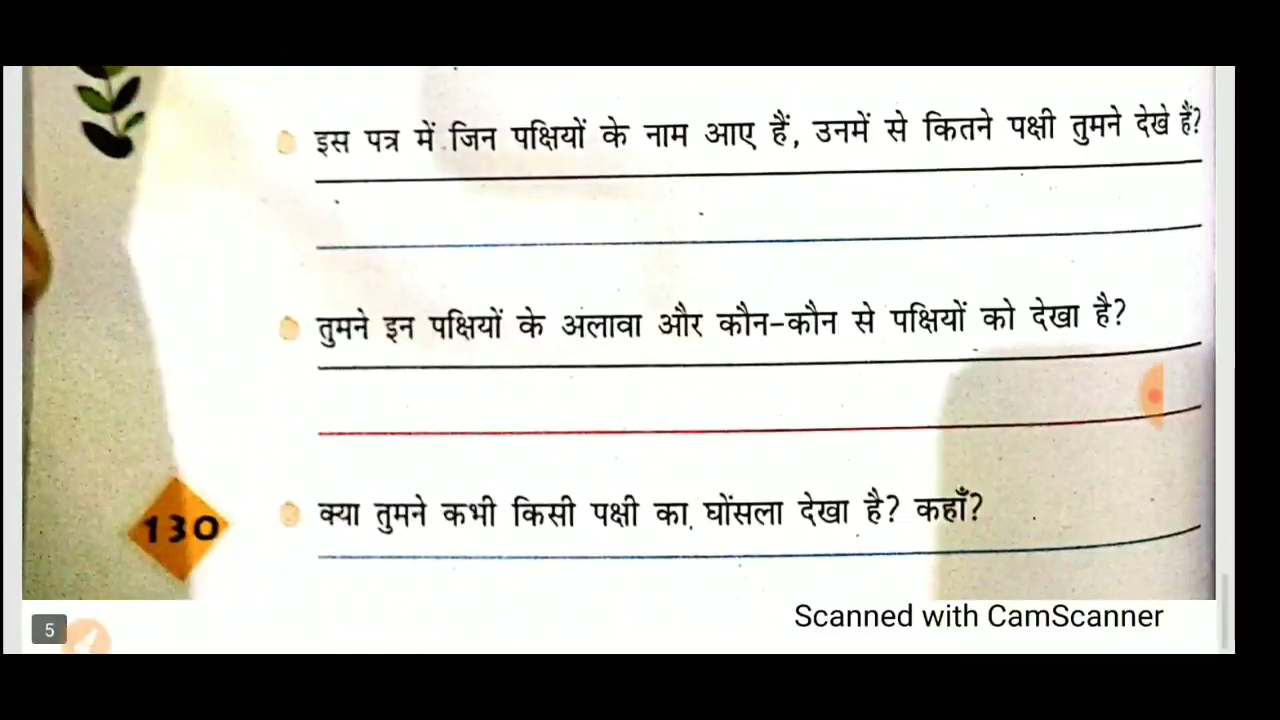 इस पत्र में जिन पक्षियों के नाम आए हैं, उनमें से कितने पक्षी तुमने देखे हैं?
तुमने इन पक्षियों के अलावा और कौन-कौन से पक्षियों को देखा है?
क्या तुमने कभी किसी पक्षी का घोंसला देखा है? कहाँ?
130
Scanned with CamScanner
5